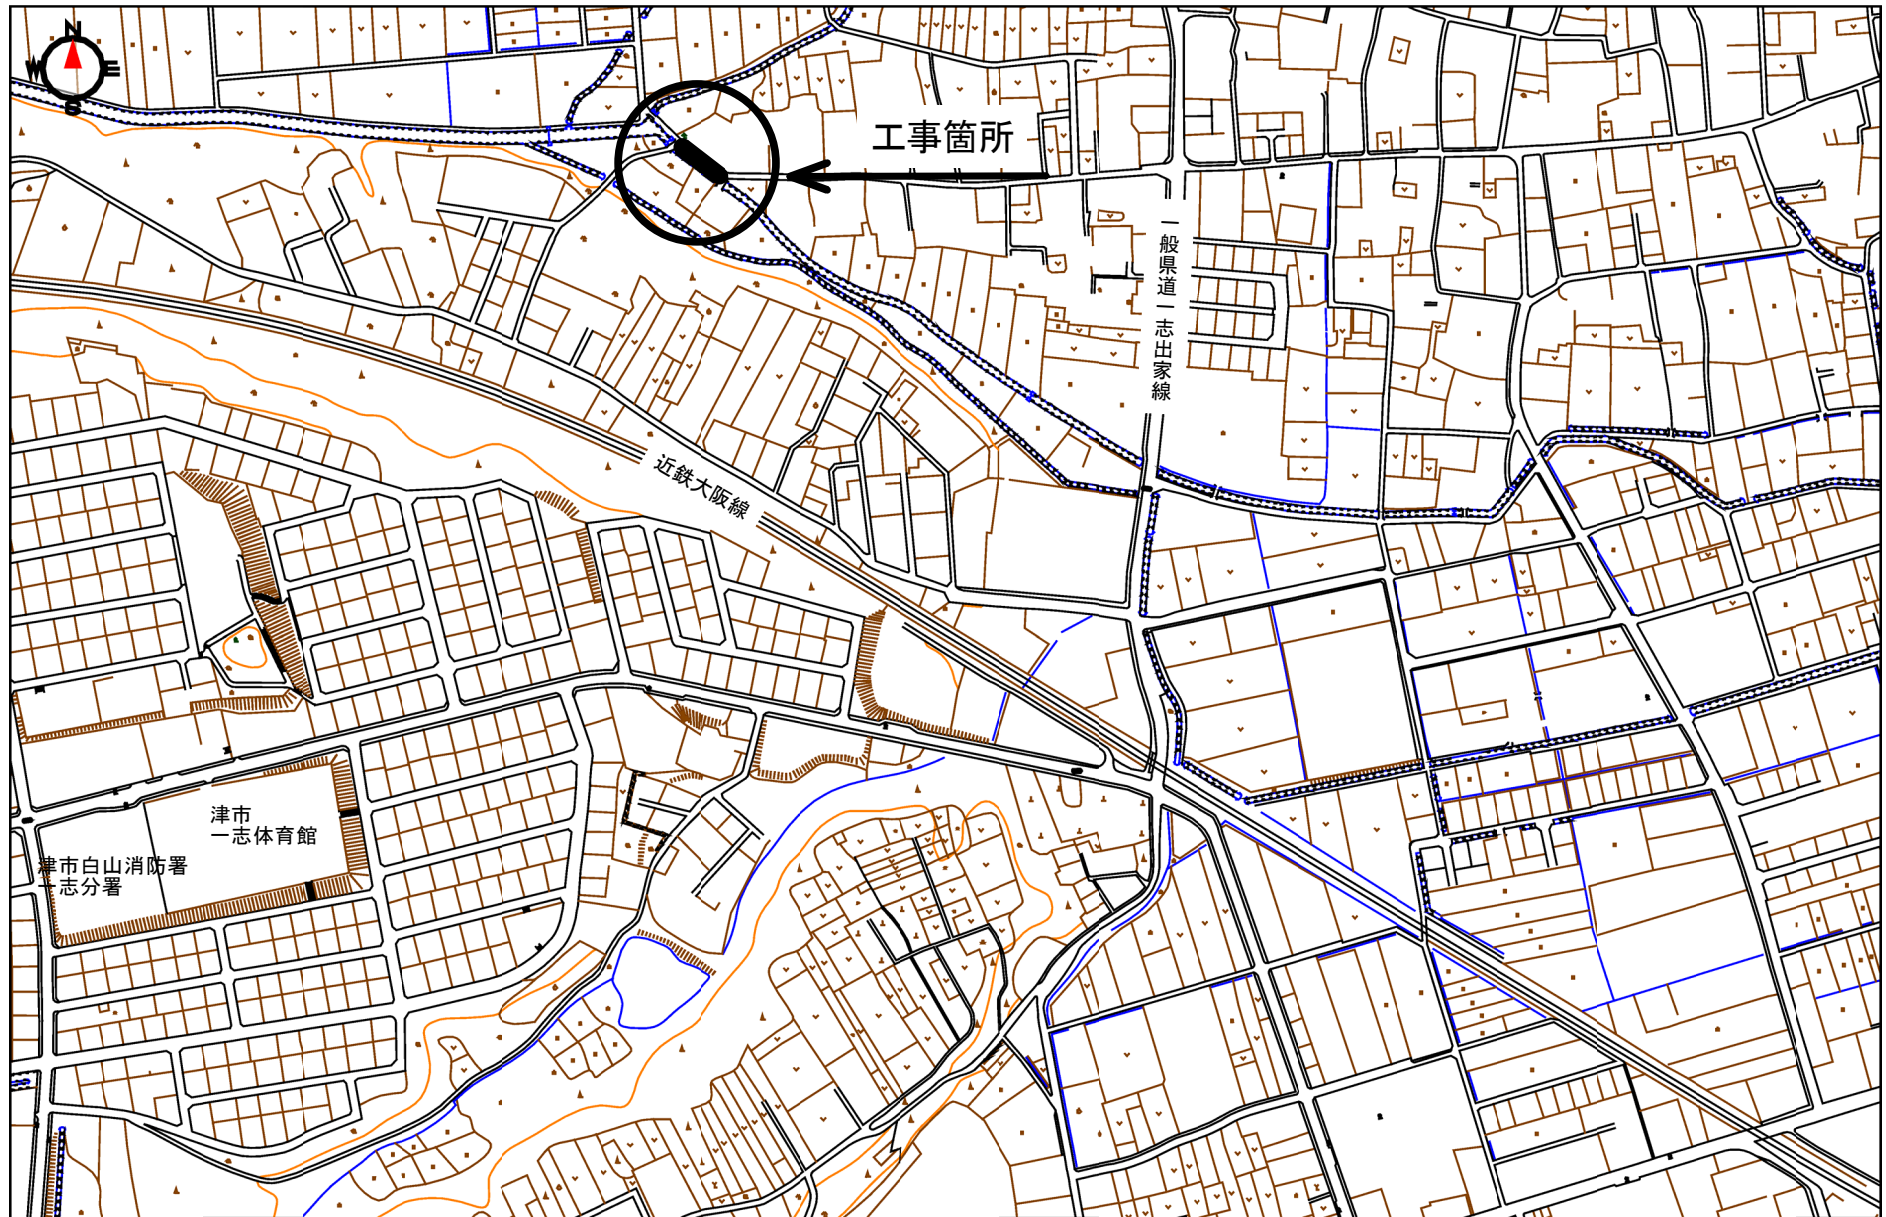 N
W
E
S
工事箇所
一般県道一志出家線
近鉄大阪線
津市
一志体育館
津市白山消防署
一志分署